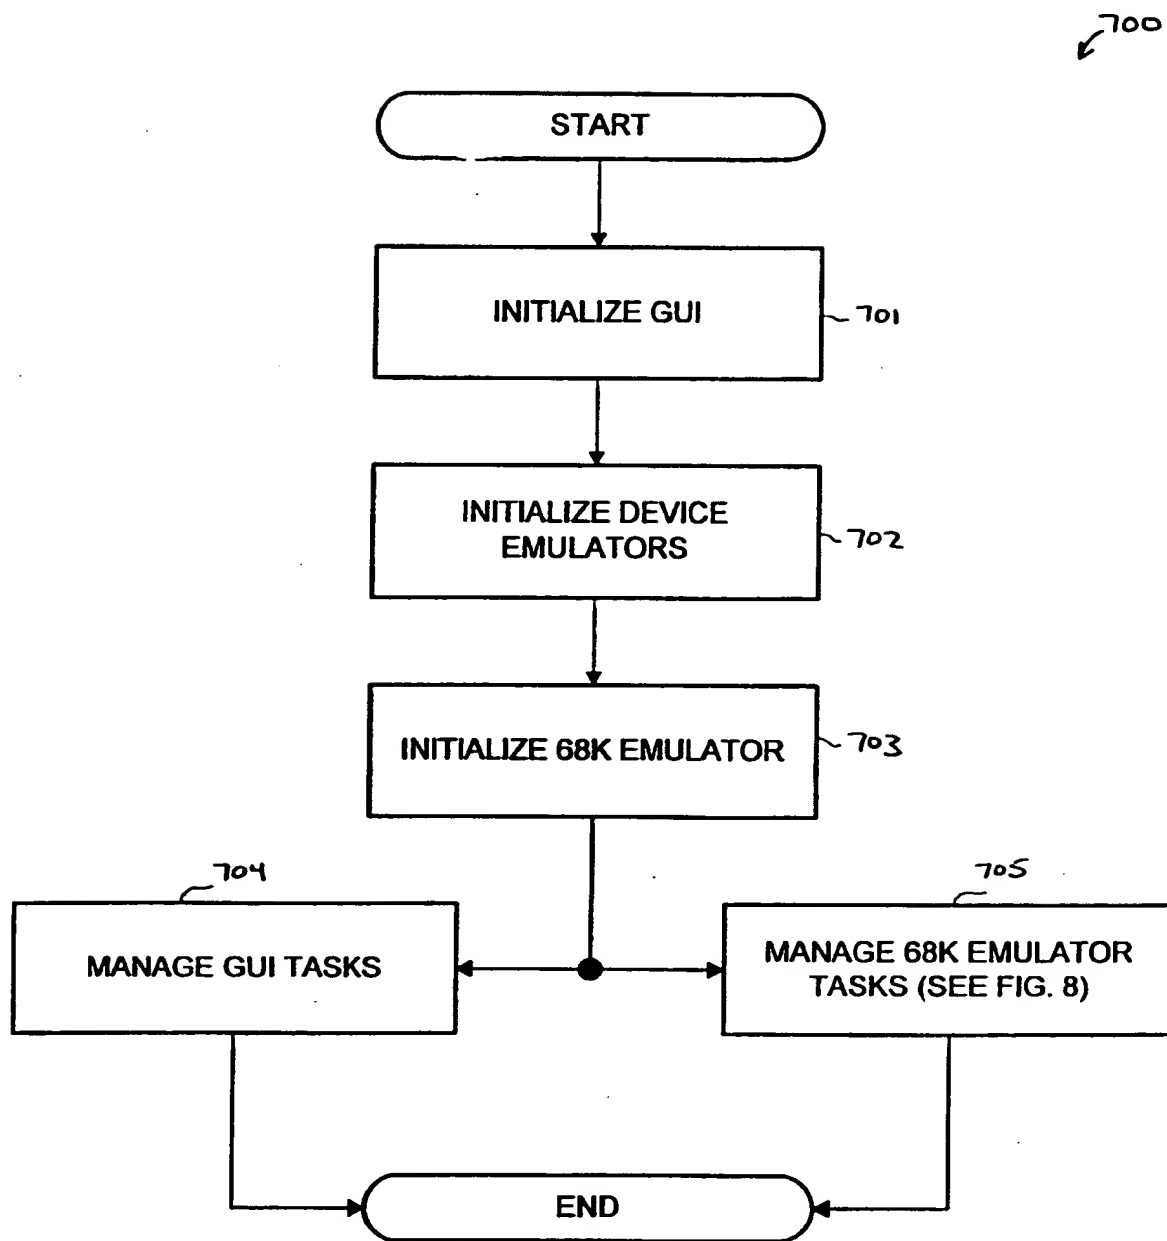 700
START
INITIALIZE GUI
701
INITIALIZE DEVICE
EMULATORS
702
INITIALIZE 68K EMULATOR
703
704
MANAGE GUI TASKS
705
MANAGE 68K EMULATOR
TASKS (SEE FIG. 8)
END